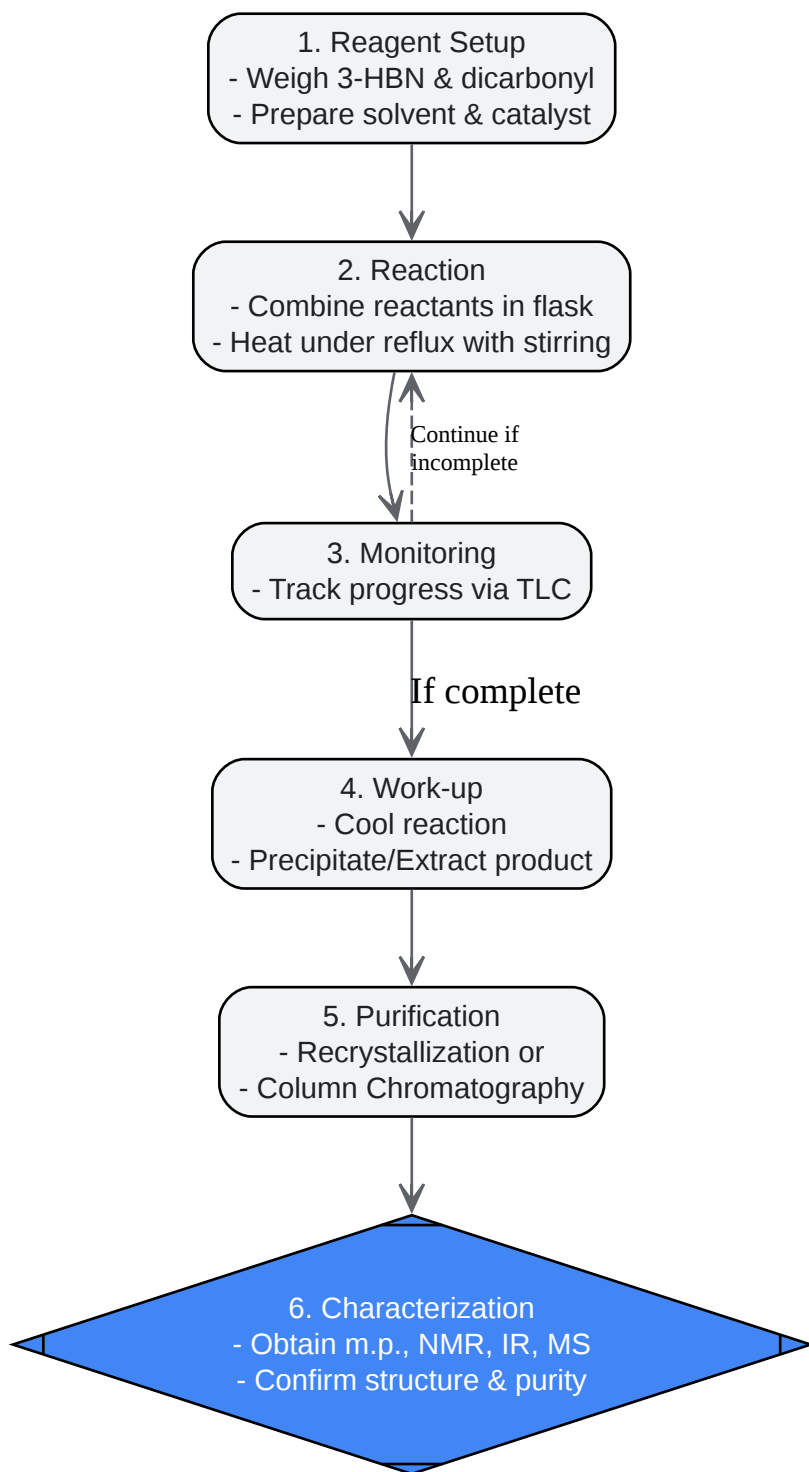 1. Reagent Setup
- Weigh 3-HBN & dicarbonyl
- Prepare solvent & catalyst
2. Reaction
- Combine reactants in flask
- Heat under reflux with stirring
Continue if
incomplete
3. Monitoring
- Track progress via TLC
If complete
4. Work-up
- Cool reaction
- Precipitate/Extract product
5. Purification
- Recrystallization or
- Column Chromatography
6. Characterization
- Obtain m.p., NMR, IR, MS
- Confirm structure & purity